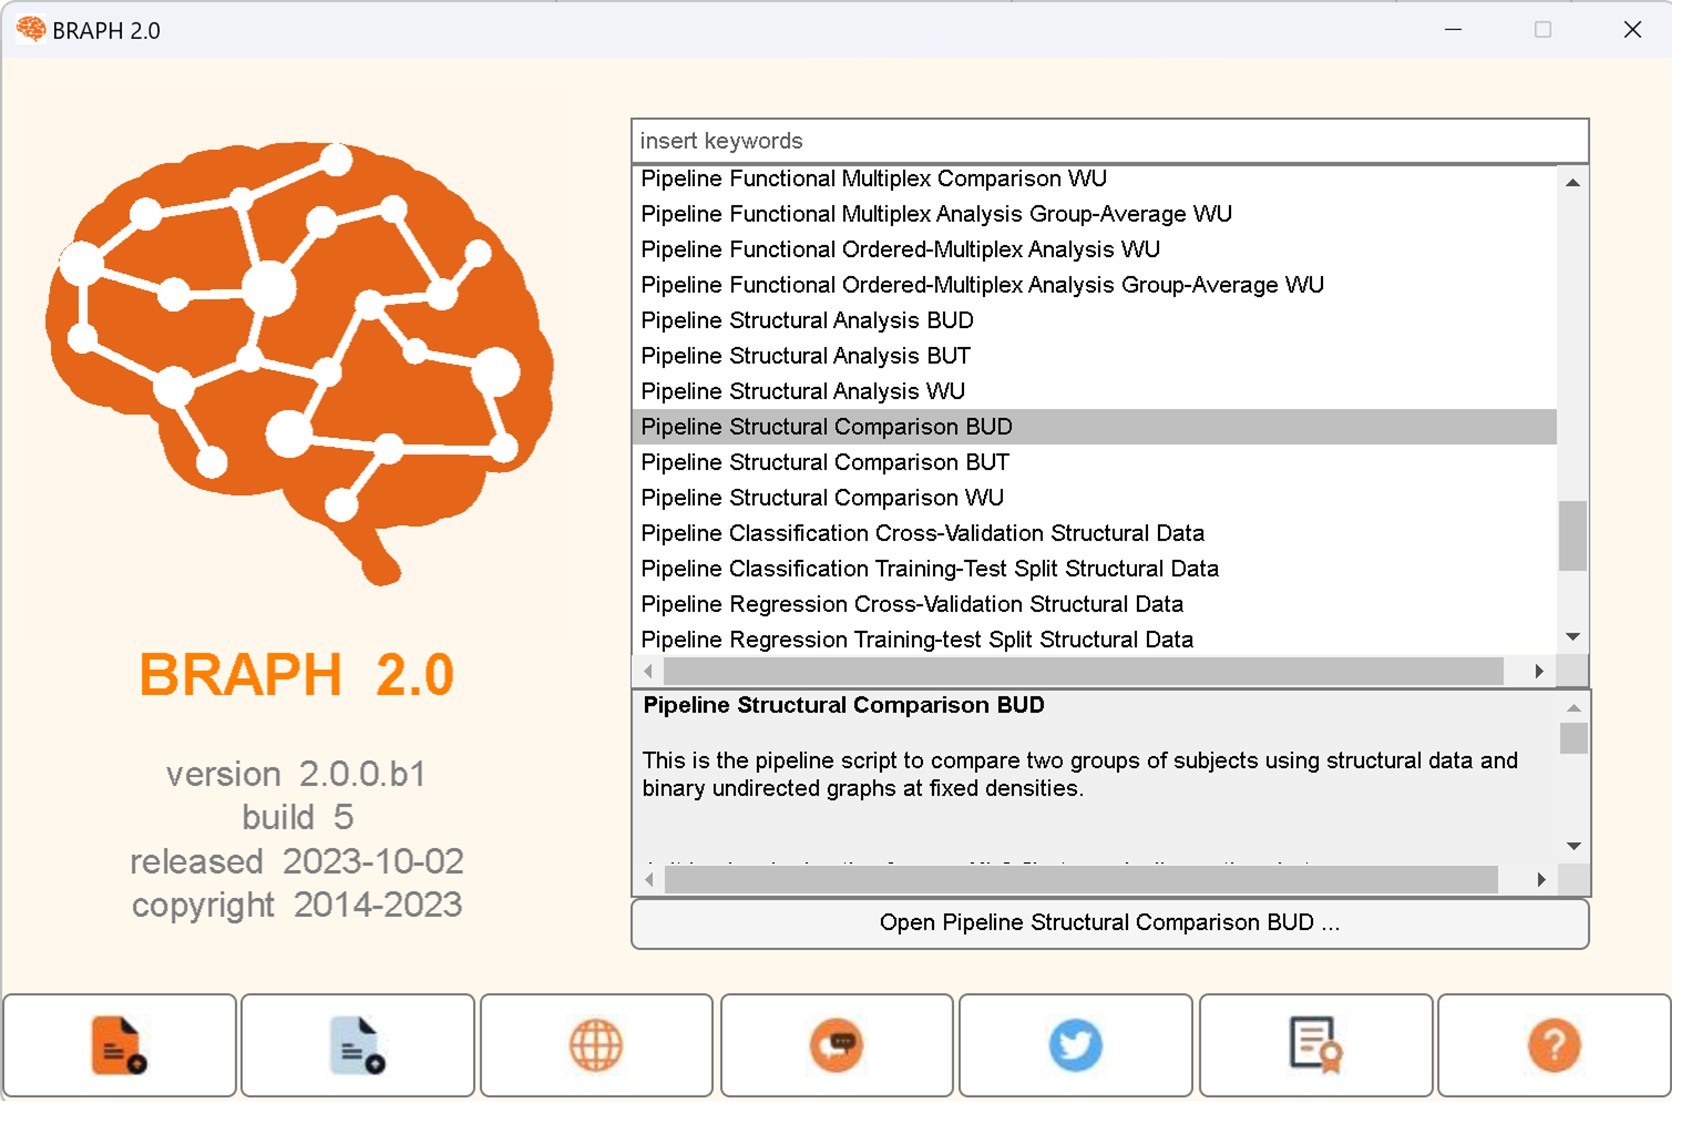 BRAPH 2.0
insert keywords
Pipeline Functional Multiplex Comparison WU
Pipeline Functional Multiplex Analysis Group-Average WU
Pipeline Functional Ordered-Multiplex Analysis WU
Pipeline Functional Ordered-Multiplex Analysis Group-Average WU
Pipeline Structural Analysis BUD
Pipeline Structural Analysis BUT
Pipeline Structural Analysis WU
Pipeline Structural Comparison BUD
Pipeline Structural Comparison BUT
Pipeline Structural Comparison WU
Pipeline Classification Cross-Validation Structural Data
Pipeline Classification Training-Test Split Structural Data
Pipeline Regression Cross-Validation Structural Data
Pipeline Regression Training-test Split Structural Data
Pipeline Structural Comparison BUD
This is the pipeline script to compare two groups of subjects using structural data and
binary undirected graphs at fixed densities.
Open Pipeline Structural Comparison BUD ...
BRAPH 2.0
version 2.0.0.b1
build 5
released 2023-10-02
copyright 2014-2023
?